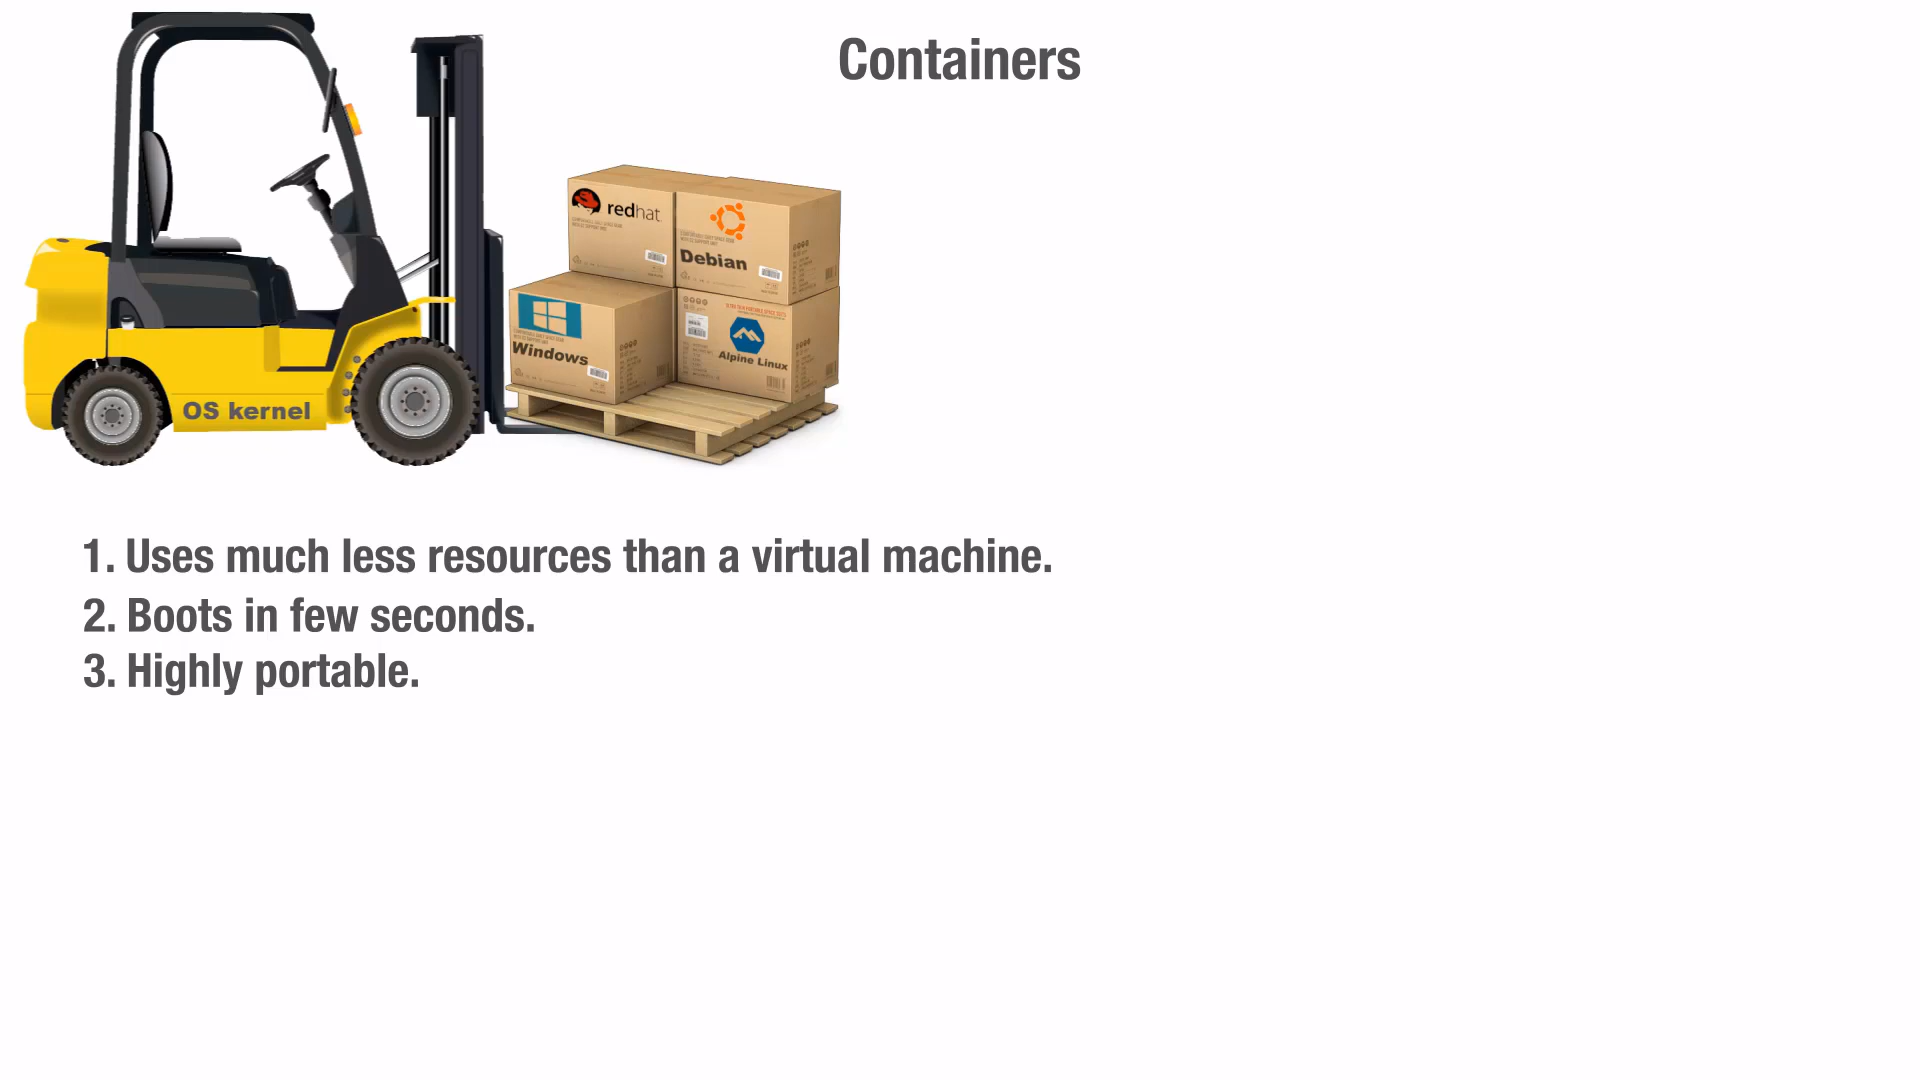 Containers
redhat
Debian
Windows
Alpine Linux
OS kernel
1. Uses much less resources than a virtual machine.
2. Boots in few seconds.
3. Highly portable.